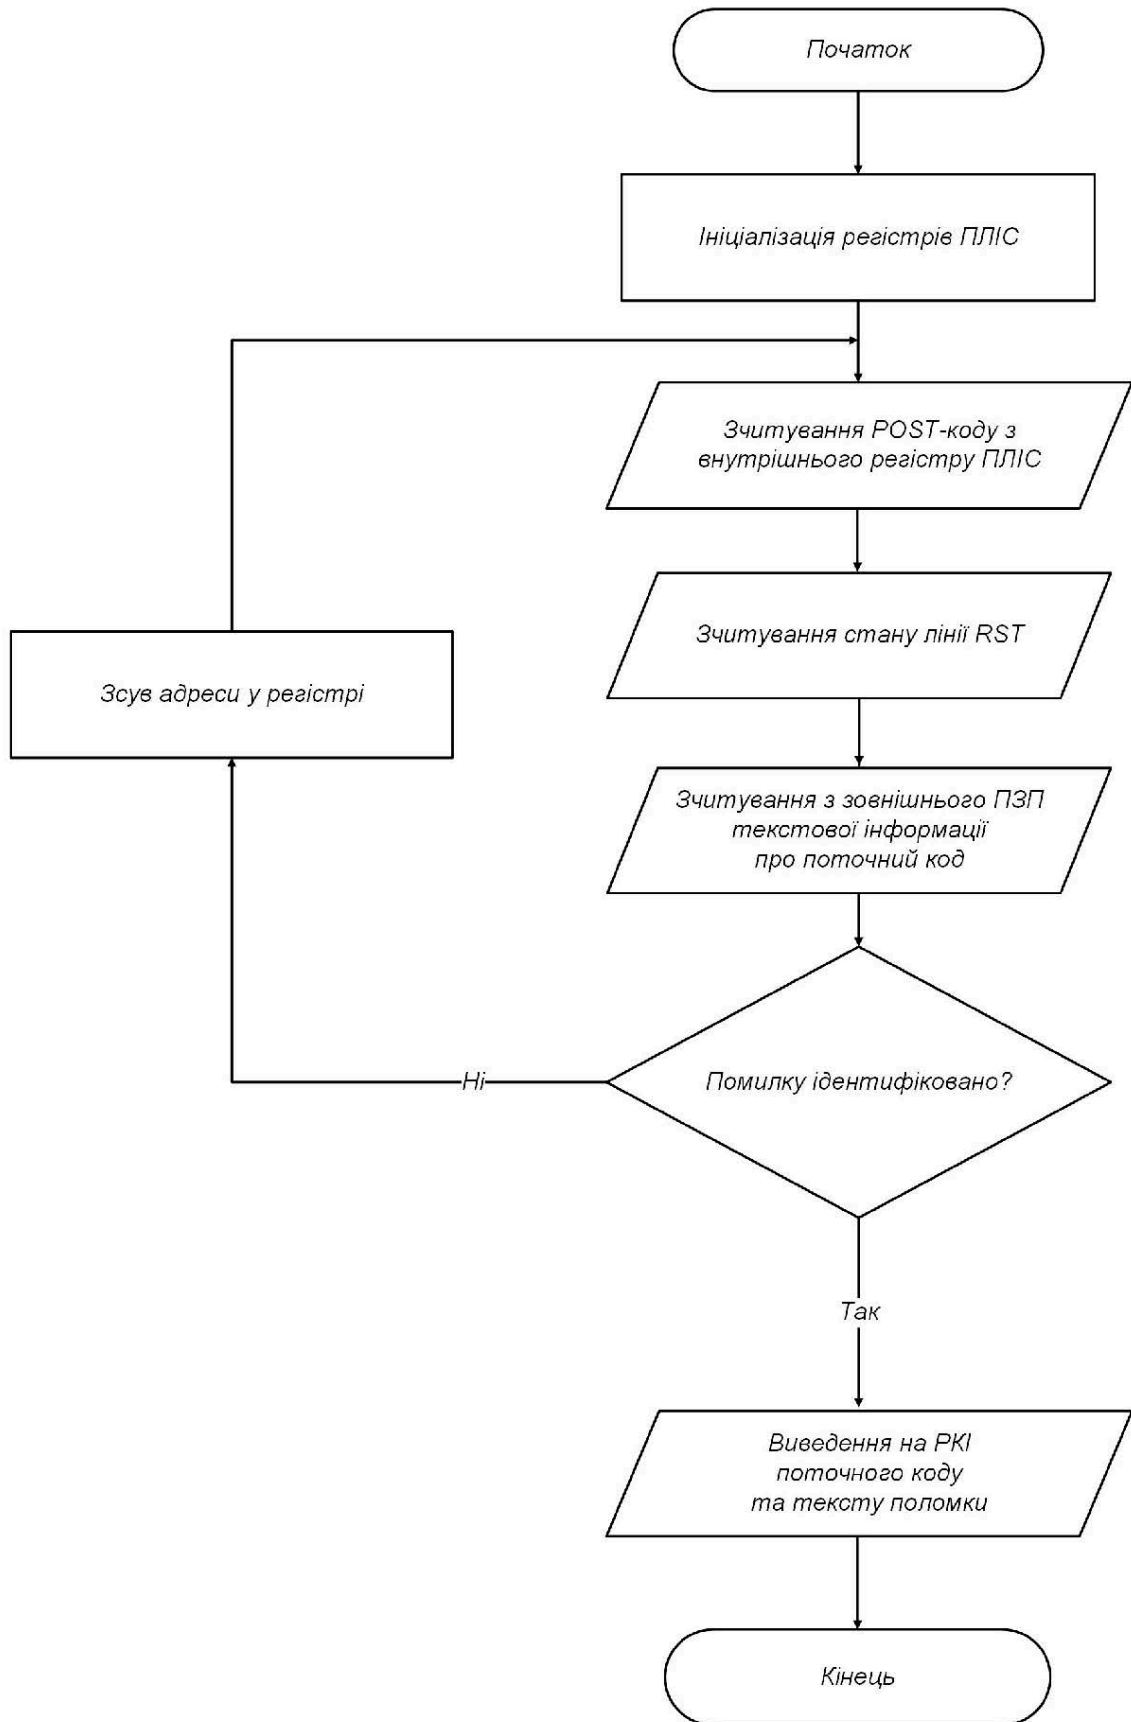 Початок
Ініціалізація регістрів ПЛІС
Зчитування POST-коду з
внутрішнього регістру ПЛІС
Зчитування стану лінії RST
Зсув адреси у регістрі
Зчитування з зовнішнього ПЗП
текстової інформації
про поточний код
Помилку ідентифіковано?
Ні
Так
Виведення на РКІ
поточного коду
та тексту поломки
Кінець